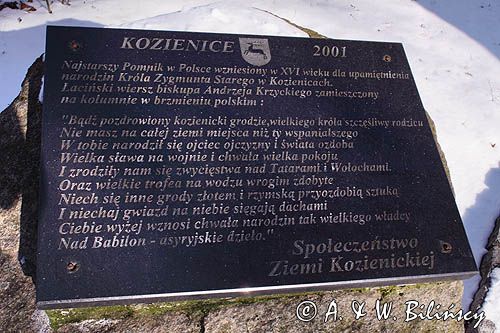 KOZIENICE 2001
Najstarszy Pomnik w Polsce wzniesiony w XVI wieku dla upamiętnienia
narodzin Króla Zygmunta Starego w Kozienicach.
Łaciński wiersz biskupa Andrzeja Krzyckiego zamieszczony
na kolumnie w brzmieniu polskim :
"Bądź pozdrowiony kozienicki grodzie,wielkiego króla szczęśliwy rodzicu
Nie masz na całej ziemi miejsca niż ty wspanialszego
W tobie narodził się ojciec ojczyzny i świata ozdoba
Wielka sława na wojnie i chwała wielka pokoju
I zrodziły nam się zwycięstwa nad Tatarami i Wołochami.
Oraz wielkie trofea na wodzu wrogim zdobyte
Niech się inne grody złotem i rzymską przyozdobią sztuką
I niechaj gwiazd na niebie sięgają dachami
Ciebie wyżej wznosi chwała narodzin tak wielkiego władcy
Nad Babilon - asyryjskie dzieło."
Społeczeństwo
Ziemi Kozienickiej
© A. & W. Bilińscy